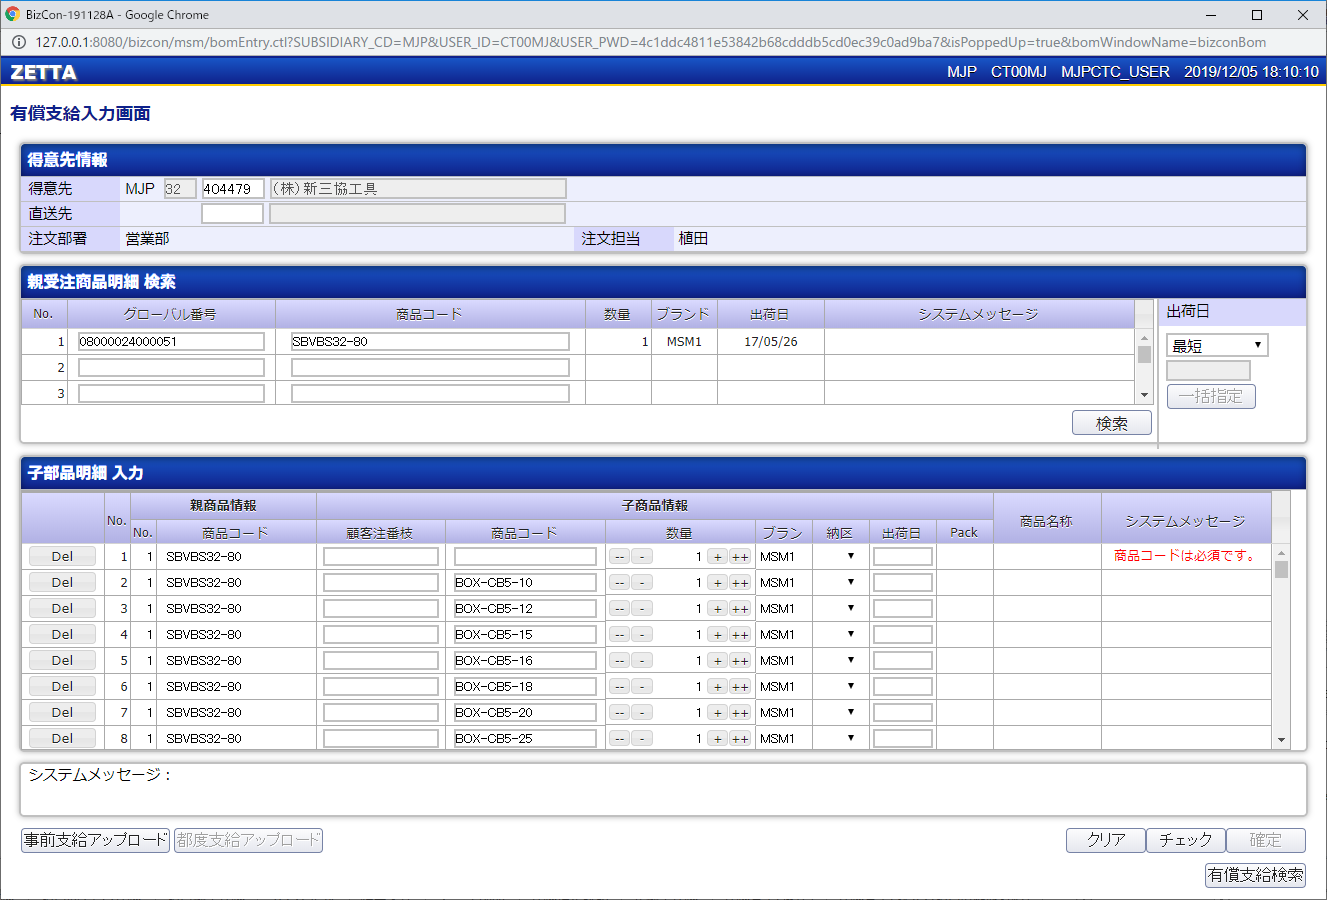 BizCon-191128A - Google Chrome
127.0.0.1:8080/bizcon/msm/bomEntry.ctl?SUBSIDIARY_CD=MJP&USER_ID=CT00MJ&USER_PWD=4c1ddc4811e53842b68cdddb5cd0ec39c0ad9ba7&isPoppedUp=true&bomWindowName=bizconBom
ZETTA MJP CT00MJ MJPCTC_USER 2019/12/05 18:10:10
有償支給入力画面
得意先情報
得意先 MJP 32 404479 (株)新三協工具
直送先
注文部署 営業部 注文担当 植田
親受注商品明細 検索
No. グローバル番号 商品コード 数量 ブランド 出荷日 システムメッセージ 出荷日
1 08000024000051 SBVBS32-80 1 MSM1 17/05/26 最短
2
3 一括指定
検索
子部品明細 入力
親商品情報 子商品情報
No. No. 商品コード 顧客注番枝 商品コード 数量 ブラン 納区 出荷日 Pack 商品名称 システムメッセージ
Del 1 1 SBVBS32-80 -- - 1 + ++ MSM1 ▼ 商品コードは必須です。
Del 2 1 SBVBS32-80 BOX-CB5-10 -- - 1 + ++ MSM1 ▼
Del 3 1 SBVBS32-80 BOX-CB5-12 -- - 1 + ++ MSM1 ▼
Del 4 1 SBVBS32-80 BOX-CB5-15 -- - 1 + ++ MSM1 ▼
Del 5 1 SBVBS32-80 BOX-CB5-16 -- - 1 + ++ MSM1 ▼
Del 6 1 SBVBS32-80 BOX-CB5-18 -- - 1 + ++ MSM1 ▼
Del 7 1 SBVBS32-80 BOX-CB5-20 -- - 1 + ++ MSM1 ▼
Del 8 1 SBVBS32-80 BOX-CB5-25 -- - 1 + ++ MSM1 ▼
システムメッセージ：
事前支給アップロード 都度支給アップロード クリア チェック 確定
有償支給検索